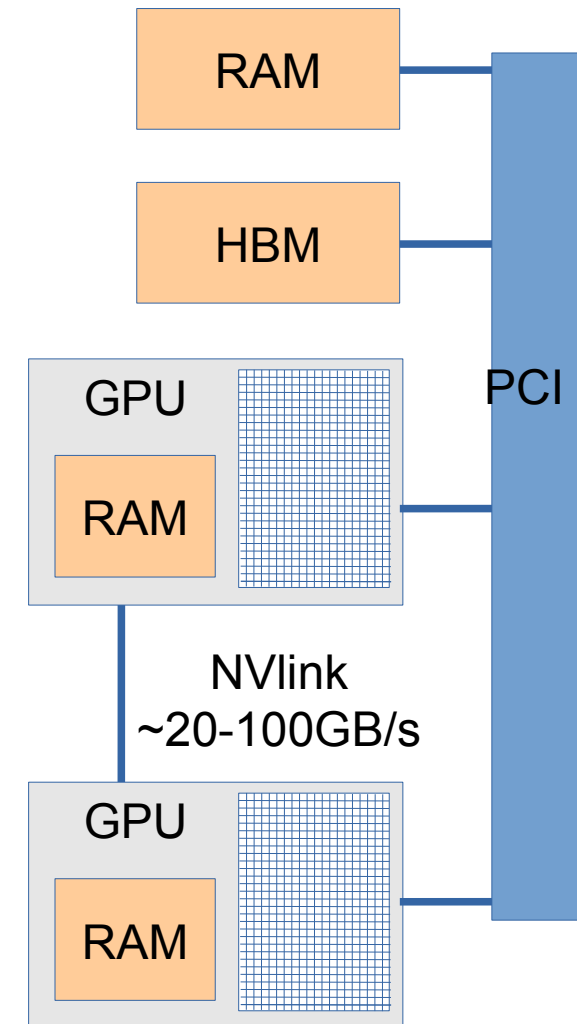 RAM
HBM
PCI
GPU
RAM
NVlink
~20-100GB/s
GPU
RAM